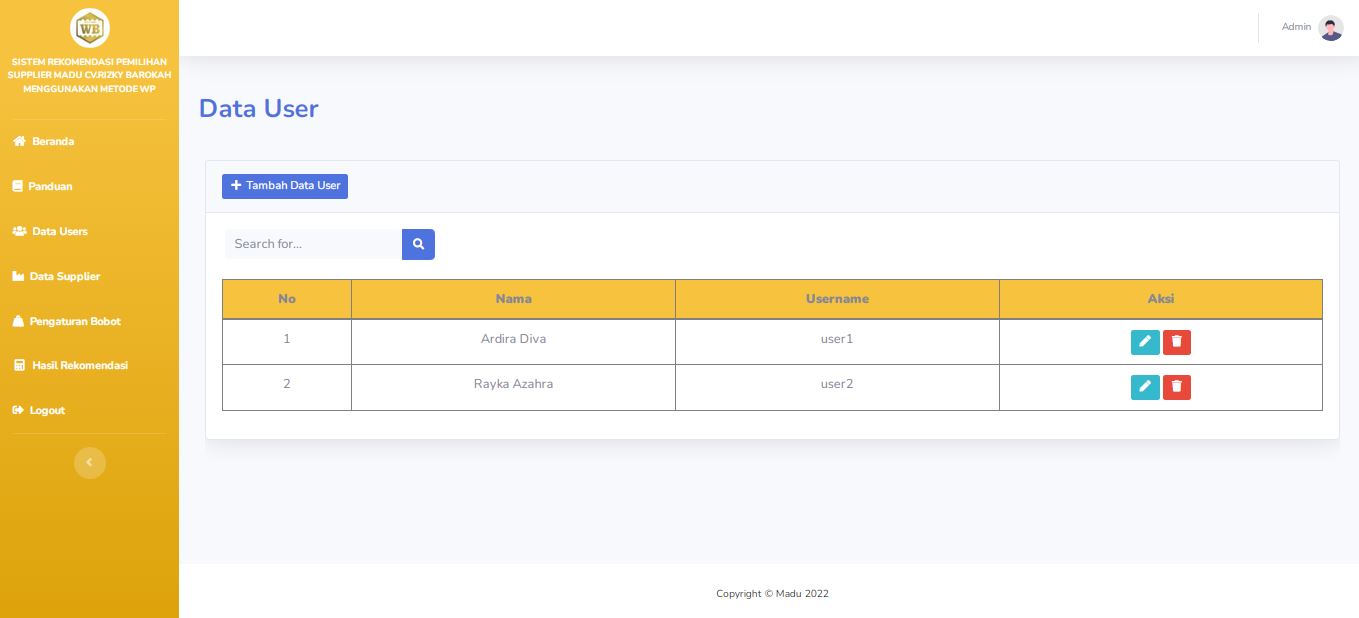 WB
SISTEM REKOMENDASI PEMILIHAN
SUPPLIER MADU CV.RIZKY BAROKAH
MENGGUNAKAN METODE WP
Beranda
Panduan
Data Users
Data Supplier
Pengaturan Bobot
Hasil Rekomendasi
Logout
Admin
Data User
Tambah Data User
Search for...
No Nama Username Aksi
1 Ardira Diva user1
2 Rayka Azahra user2
Copyright © Madu 2022